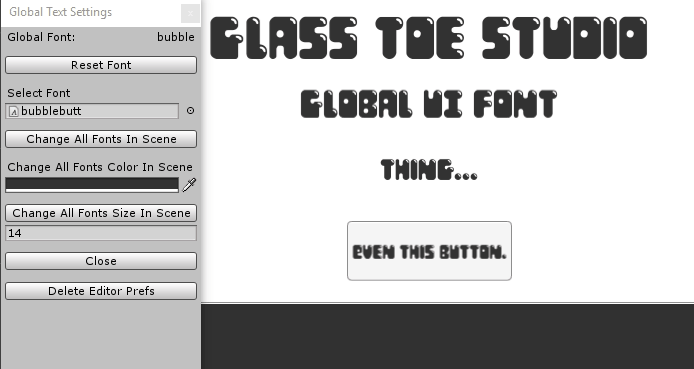 Global Text Settings
Global Font: bubble
Reset Font
Select Font
bubblebutt
Change All Fonts In Scene
Change All Fonts Color In Scene
Change All Fonts Size In Scene
14
Close
Delete Editor Prefs
GLASS TOE STUDIO
GLOBAL UI FONT
THING...
EVEN THIS BUTTON.